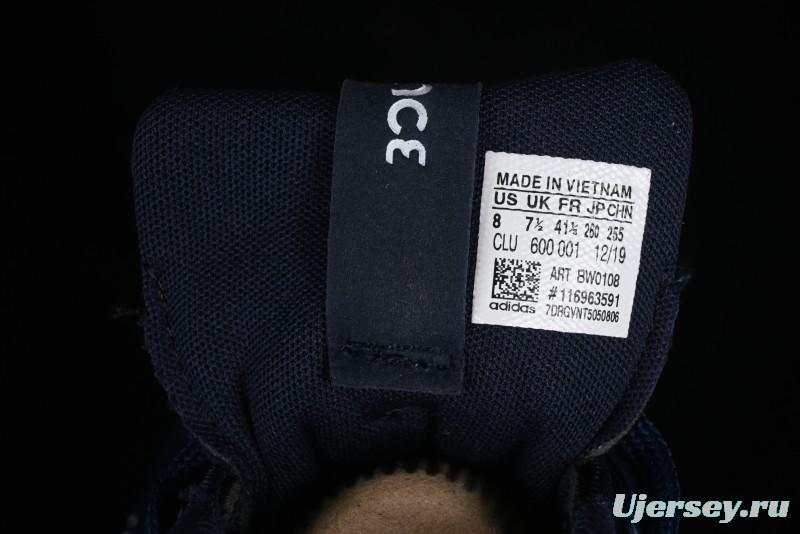 MADE IN VIETNAM
US UK FR JP CHN
8 7½ 41⅓ 260 255
CLU 600 001 12/19
ART BW0108
#116963591
adidas 7DRGVNT5050806
Ujersey.ru